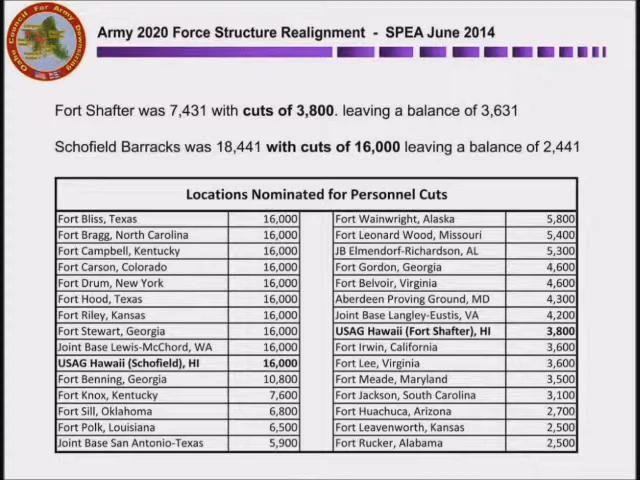 Oahu Council For Army Downsizing
Army 2020 Force Structure Realignment - SPEA June 2014
Fort Shafter was 7,431 with cuts of 3,800. leaving a balance of 3,631
Schofield Barracks was 18,441 with cuts of 16,000 leaving a balance of 2,441
Locations Nominated for Personnel Cuts
Fort Bliss, Texas 16,000 Fort Wainwright, Alaska 5,800
Fort Bragg, North Carolina 16,000 Fort Leonard Wood, Missouri 5,400
Fort Campbell, Kentucky 16,000 JB Elmendorf-Richardson, AL 5,300
Fort Carson, Colorado 16,000 Fort Gordon, Georgia 4,600
Fort Drum, New York 16,000 Fort Belvoir, Virginia 4,600
Fort Hood, Texas 16,000 Aberdeen Proving Ground, MD 4,300
Fort Riley, Kansas 16,000 Joint Base Langley-Eustis, VA 4,200
Fort Stewart, Georgia 16,000 USAG Hawaii (Fort Shafter), HI 3,800
Joint Base Lewis-McChord, WA 16,000 Fort Irwin, California 3,600
USAG Hawaii (Schofield), HI 16,000 Fort Lee, Virginia 3,600
Fort Benning, Georgia 10,800 Fort Meade, Maryland 3,500
Fort Knox, Kentucky 7,600 Fort Jackson, South Carolina 3,100
Fort Sill, Oklahoma 6,800 Fort Huachuca, Arizona 2,700
Fort Polk, Louisiana 6,500 Fort Leavenworth, Kansas 2,500
Joint Base San Antonio-Texas 5,900 Fort Rucker, Alabama 2,500